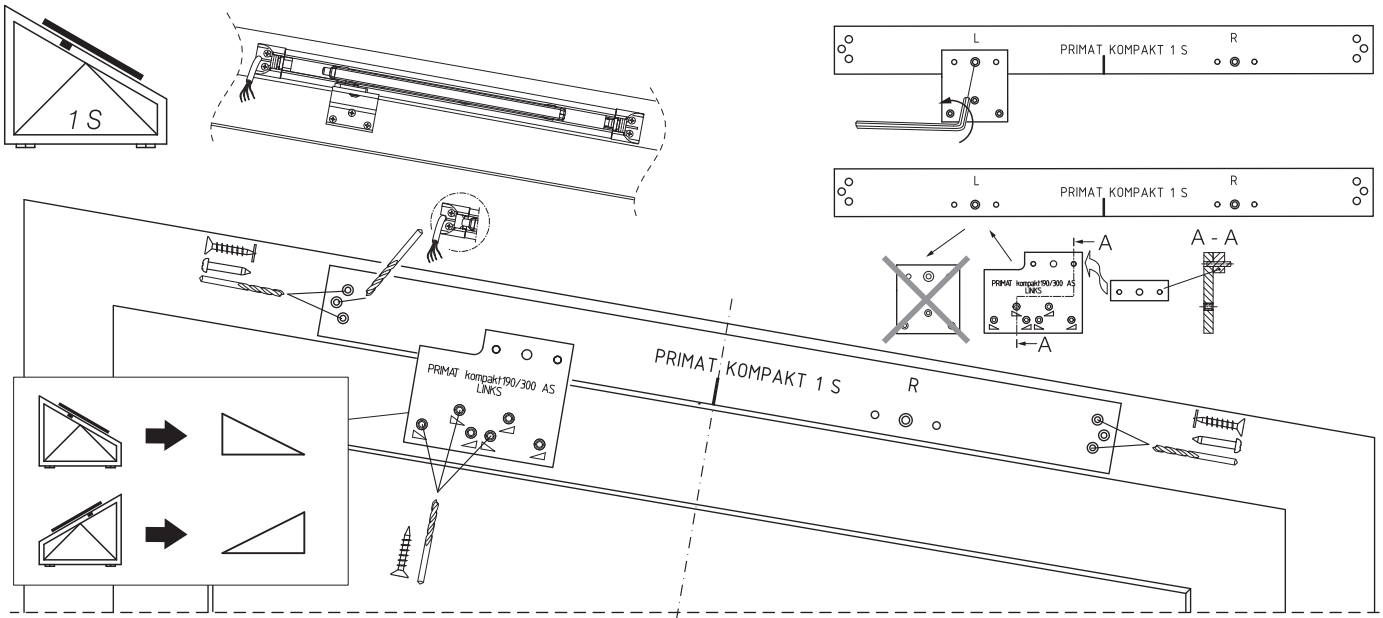 1 S
L
PRIMAT KOMPAKT 1 S
R
L
PRIMAT KOMPAKT 1 S
R
A
A - A
PRIMAT kompakt190/300 AS
LINKS
A
PRIMAT KOMPAKT 1 S
R
PRIMAT kompakt190/300 AS
LINKS